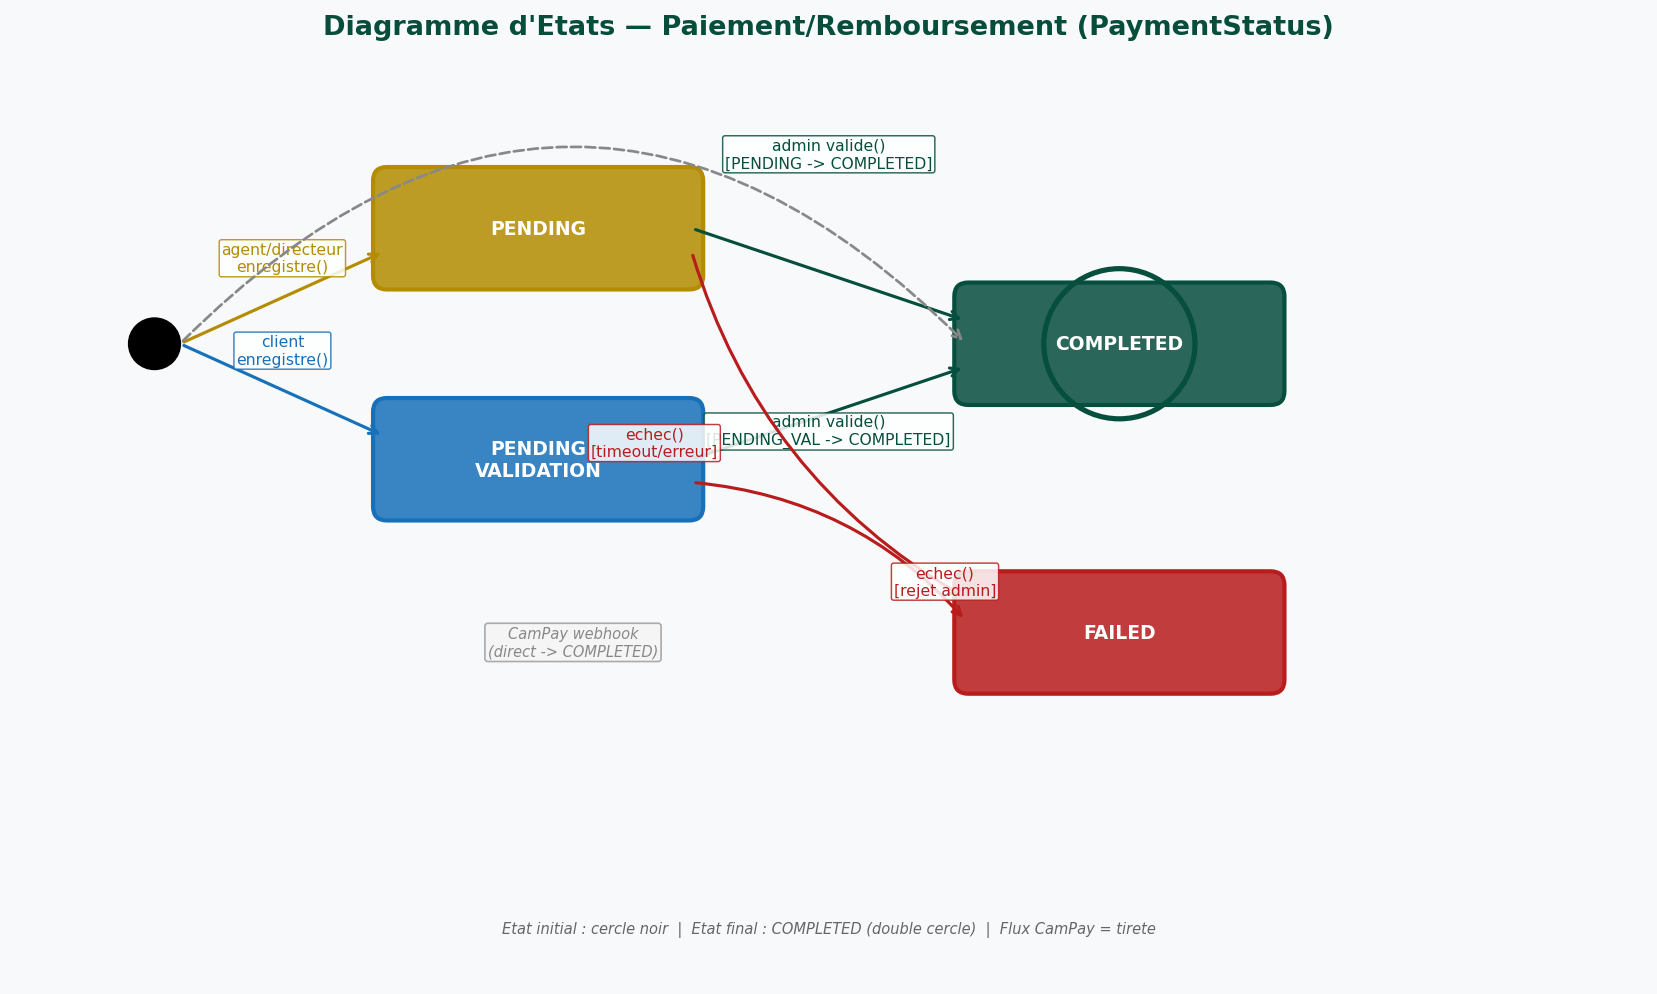 Diagramme d'Etats — Paiement/Remboursement (PaymentStatus)
admin valide()
[PENDING -> COMPLETED]
PENDING
agent/directeur
enregistre()
client
enregistre()
COMPLETED
admin valide()
[PENDING_VAL -> COMPLETED]
echec()
[timeout/erreur]
PENDING
VALIDATION
echec()
[rejet admin]
FAILED
CamPay webhook
(direct -> COMPLETED)
Etat initial : cercle noir | Etat final : COMPLETED (double cercle) | Flux CamPay = tirete